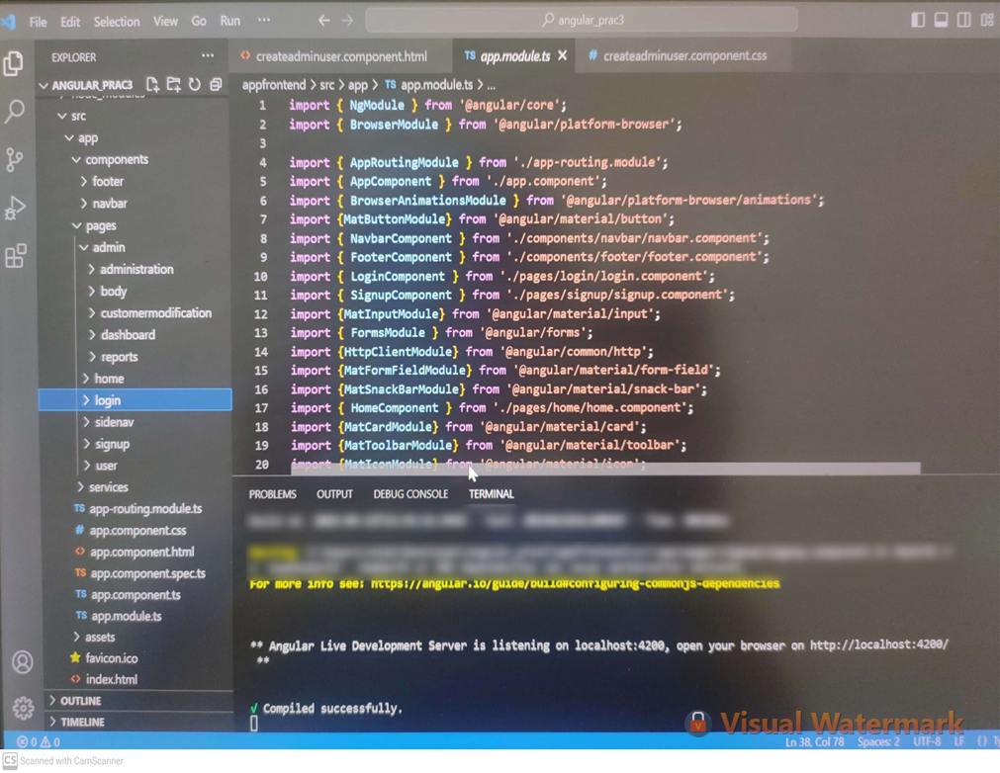 File Edit Selection View Go Run ··· ← → angular_prac3
EXPLORER ···
ANGULAR_PRAC3
node_modules
src
app
components
footer
navbar
pages
admin
administration
body
customermodification
dashboard
reports
home
login
sidenav
signup
user
services
TS app-routing.module.ts
# app.component.css
<> app.component.html
TS app.component.spec.ts
TS app.component.ts
TS app.module.ts
assets
favicon.ico
<> index.html
OUTLINE
TIMELINE
<> createadminuser.component.html TS app.module.ts X # createadminuser.component.css
appfrontend > src > app > TS app.module.ts > ...
1 import { NgModule } from '@angular/core';
2 import { BrowserModule } from '@angular/platform-browser';
3
4 import { AppRoutingModule } from './app-routing.module';
5 import { AppComponent } from './app.component';
6 import { BrowserAnimationsModule } from '@angular/platform-browser/animations';
7 import {MatButtonModule} from '@angular/material/button';
8 import { NavbarComponent } from './components/navbar/navbar.component';
9 import { FooterComponent } from './components/footer/footer.component';
10 import { LoginComponent } from './pages/login/login.component';
11 import { SignupComponent } from './pages/signup/signup.component';
12 import {MatInputModule} from '@angular/material/input';
13 import { FormsModule } from '@angular/forms';
14 import {HttpClientModule} from '@angular/common/http';
15 import {MatFormFieldModule} from '@angular/material/form-field';
16 import {MatSnackBarModule} from '@angular/material/snack-bar';
17 import { HomeComponent } from './pages/home/home.component';
18 import {MatCardModule} from '@angular/material/card';
19 import {MatToolbarModule} from '@angular/material/toolbar';
20 import {MatIconModule} from '@angular/material/icon';
PROBLEMS OUTPUT DEBUG CONSOLE TERMINAL
For more info see: https://angular.io/guide/build#configuring-commonjs-dependencies
** Angular Live Development Server is listening on localhost:4200, open your browser on http://localhost:4200/
**
√ Compiled successfully.
Visual Watermark
0 0 Ln 38, Col 78 Spaces: 2 UTF-8 LF {} Ty
CS Scanned with CamScanner